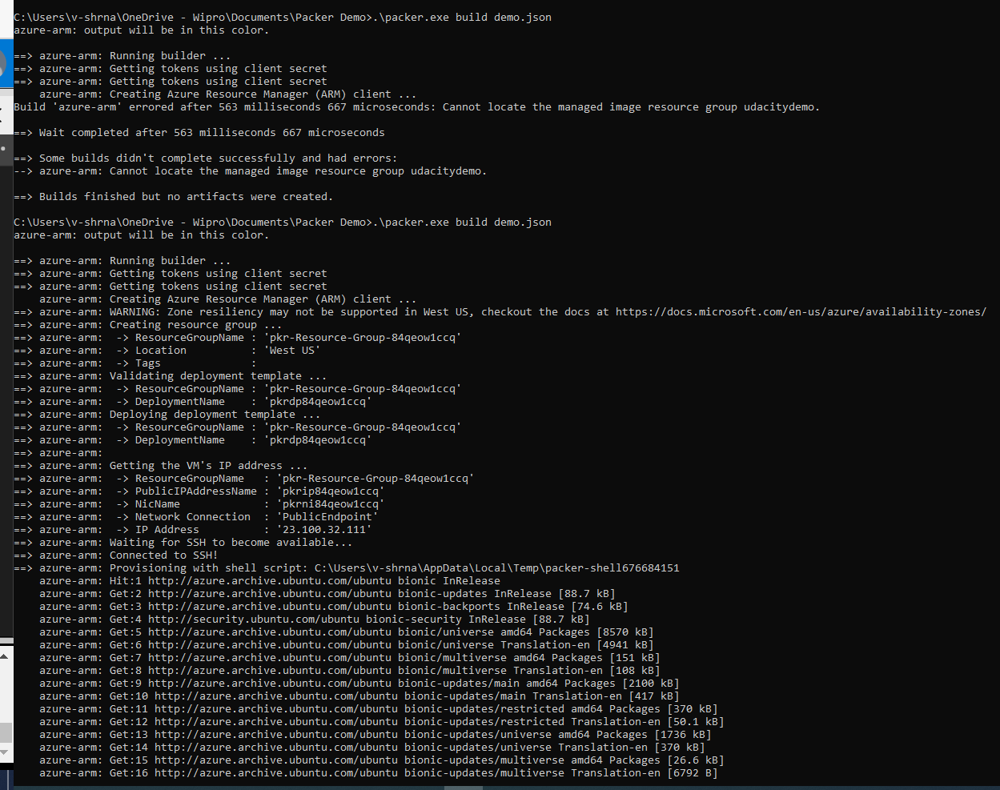 C:\Users\v-shrna\OneDrive - Wipro\Documents\Packer Demo>.\packer.exe build demo.json
azure-arm: output will be in this color.
==> azure-arm: Running builder ...
==> azure-arm: Getting tokens using client secret
==> azure-arm: Getting tokens using client secret
    azure-arm: Creating Azure Resource Manager (ARM) client ...
Build 'azure-arm' errored after 563 milliseconds 667 microseconds: Cannot locate the managed image resource group udacitydemo.
==> Wait completed after 563 milliseconds 667 microseconds
==> Some builds didn't complete successfully and had errors:
--> azure-arm: Cannot locate the managed image resource group udacitydemo.
==> Builds finished but no artifacts were created.
C:\Users\v-shrna\OneDrive - Wipro\Documents\Packer Demo>.\packer.exe build demo.json
azure-arm: output will be in this color.
==> azure-arm: Running builder ...
==> azure-arm: Getting tokens using client secret
==> azure-arm: Getting tokens using client secret
    azure-arm: Creating Azure Resource Manager (ARM) client ...
==> azure-arm: WARNING: Zone resiliency may not be supported in West US, checkout the docs at https://docs.microsoft.com/en-us/azure/availability-zones/
==> azure-arm: Creating resource group ...
==> azure-arm:  -> ResourceGroupName : 'pkr-Resource-Group-84qeow1ccq'
==> azure-arm:  -> Location          : 'West US'
==> azure-arm:  -> Tags              :
==> azure-arm: Validating deployment template ...
==> azure-arm:  -> ResourceGroupName : 'pkr-Resource-Group-84qeow1ccq'
==> azure-arm:  -> DeploymentName    : 'pkrdp84qeow1ccq'
==> azure-arm: Deploying deployment template ...
==> azure-arm:  -> ResourceGroupName : 'pkr-Resource-Group-84qeow1ccq'
==> azure-arm:  -> DeploymentName    : 'pkrdp84qeow1ccq'
==> azure-arm:
==> azure-arm: Getting the VM's IP address ...
==> azure-arm:  -> ResourceGroupName   : 'pkr-Resource-Group-84qeow1ccq'
==> azure-arm:  -> PublicIPAddressName : 'pkrip84qeow1ccq'
==> azure-arm:  -> NicName             : 'pkrni84qeow1ccq'
==> azure-arm:  -> Network Connection  : 'PublicEndpoint'
==> azure-arm:  -> IP Address          : '23.100.32.111'
==> azure-arm: Waiting for SSH to become available...
==> azure-arm: Connected to SSH!
==> azure-arm: Provisioning with shell script: C:\Users\v-shrna\AppData\Local\Temp\packer-shell676684151
    azure-arm: Hit:1 http://azure.archive.ubuntu.com/ubuntu bionic InRelease
    azure-arm: Get:2 http://azure.archive.ubuntu.com/ubuntu bionic-updates InRelease [88.7 kB]
    azure-arm: Get:3 http://azure.archive.ubuntu.com/ubuntu bionic-backports InRelease [74.6 kB]
    azure-arm: Get:4 http://security.ubuntu.com/ubuntu bionic-security InRelease [88.7 kB]
    azure-arm: Get:5 http://azure.archive.ubuntu.com/ubuntu bionic/universe amd64 Packages [8570 kB]
    azure-arm: Get:6 http://azure.archive.ubuntu.com/ubuntu bionic/universe Translation-en [4941 kB]
    azure-arm: Get:7 http://azure.archive.ubuntu.com/ubuntu bionic/multiverse amd64 Packages [151 kB]
    azure-arm: Get:8 http://azure.archive.ubuntu.com/ubuntu bionic/multiverse Translation-en [108 kB]
    azure-arm: Get:9 http://azure.archive.ubuntu.com/ubuntu bionic-updates/main amd64 Packages [2100 kB]
    azure-arm: Get:10 http://azure.archive.ubuntu.com/ubuntu bionic-updates/main Translation-en [417 kB]
    azure-arm: Get:11 http://azure.archive.ubuntu.com/ubuntu bionic-updates/restricted amd64 Packages [370 kB]
    azure-arm: Get:12 http://azure.archive.ubuntu.com/ubuntu bionic-updates/restricted Translation-en [50.1 kB]
    azure-arm: Get:13 http://azure.archive.ubuntu.com/ubuntu bionic-updates/universe amd64 Packages [1736 kB]
    azure-arm: Get:14 http://azure.archive.ubuntu.com/ubuntu bionic-updates/universe Translation-en [370 kB]
    azure-arm: Get:15 http://azure.archive.ubuntu.com/ubuntu bionic-updates/multiverse amd64 Packages [26.6 kB]
    azure-arm: Get:16 http://azure.archive.ubuntu.com/ubuntu bionic-updates/multiverse Translation-en [6792 B]